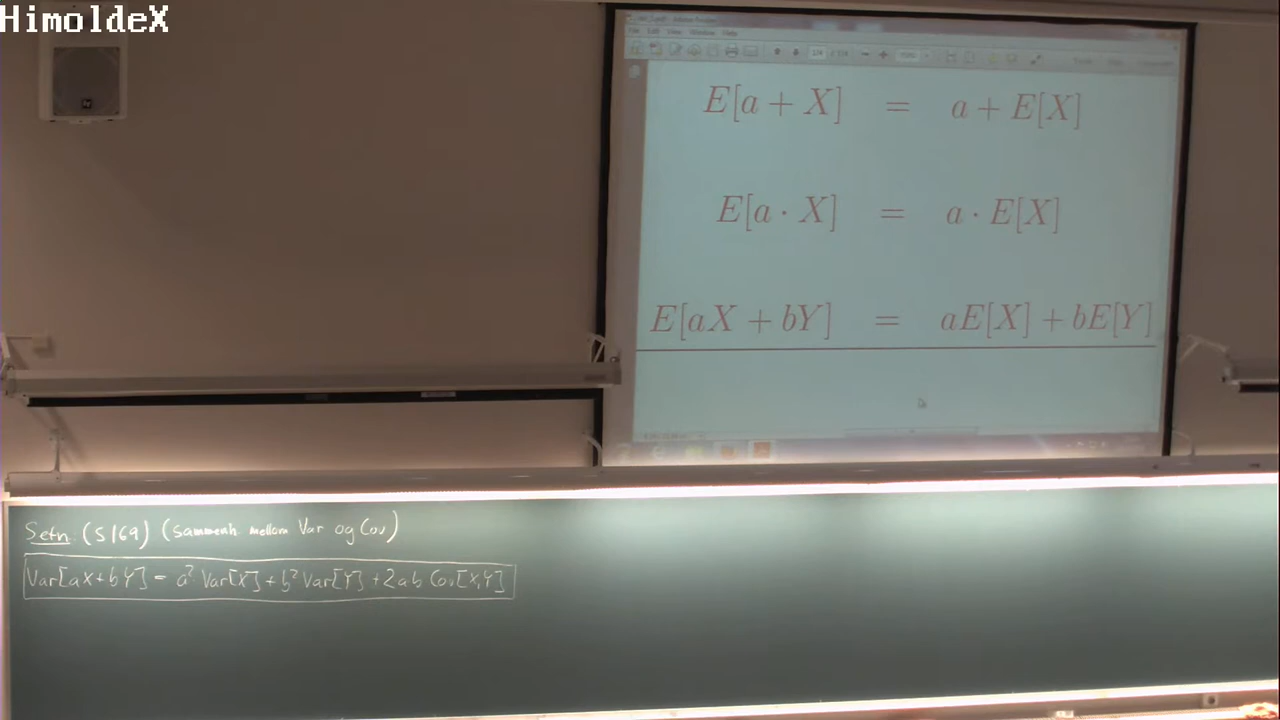 HimoldeX
E[a + X] = a + E[X]
E[a · X] = a · E[X]
E[aX + bY] = aE[X] + bE[Y]
Setn: (S169) (Sammenh. mellom Var og Cov)
Var[aX+bY] = a² Var[X] + b² Var[Y] + 2ab Cov[X,Y]